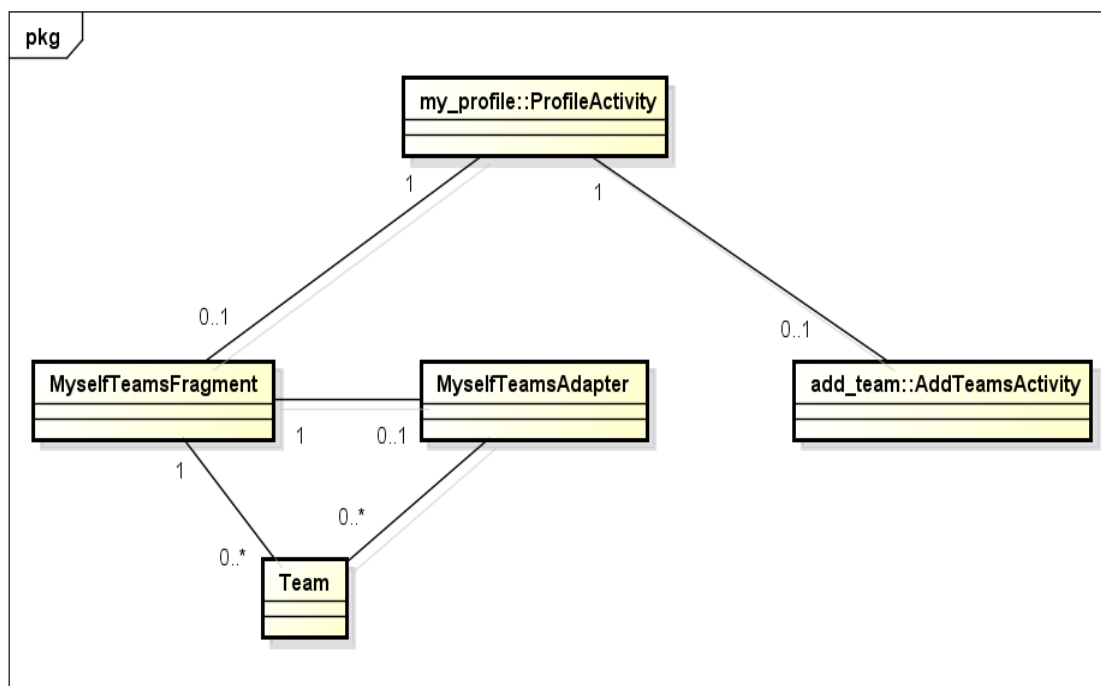 pkg
my_profile::ProfileActivity
1
1
0..1
0..1
MyselfTeamsFragment
MyselfTeamsAdapter
add_team::AddTeamsActivity
1
0..1
1
0..*
0..*
Team